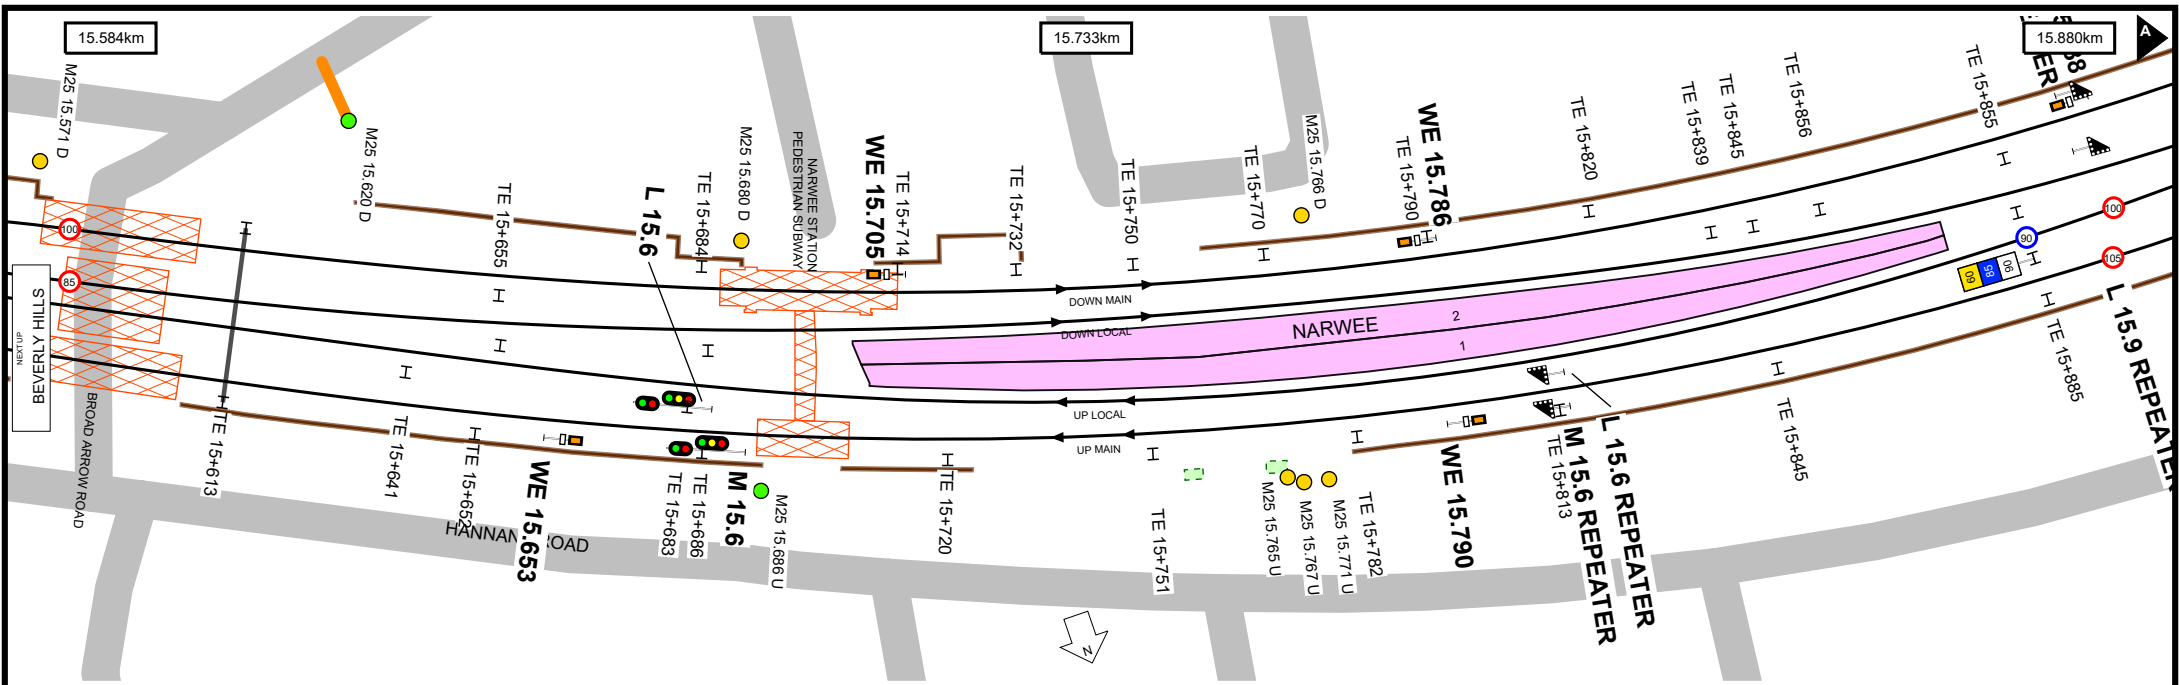 15.584km
15.733km
15.880km
A
M25 15.571 D
M25 15.620 D
M25 15.680 D
NARWEE STATION
PEDESTRIAN SUBWAY
WE 15.705
TE 15+714
TE 15+655
L 15.6
TE 15+684
TE 15+732
TE 15+750
TE 15+770
M25 15.766 D
TE 15+790
WE 15.786
TE 15+820
TE 15+839
TE 15+845
TE 15+856
TE 15+855
100
85
NEXT UP
BEVERLY HILLS
BROAD ARROW ROAD
DOWN MAIN
DOWN LOCAL
NARWEE
2
1
UP LOCAL
UP MAIN
100
90
105
60
85
90
L 15.9 REPEATER
TE 15+885
TE 15+845
L 15.6 REPEATER
M 15.6 REPEATER
TE 15+813
WE 15.790
TE 15+782
M25 15.771 U
M25 15.767 U
M25 15.765 U
TE 15+751
TE 15+720
M25 15.686 U
M 15.6
TE 15+686
TE 15+683
WE 15.653
HANNAN ROAD
TE 15+652
TE 15+641
TE 15+613
N